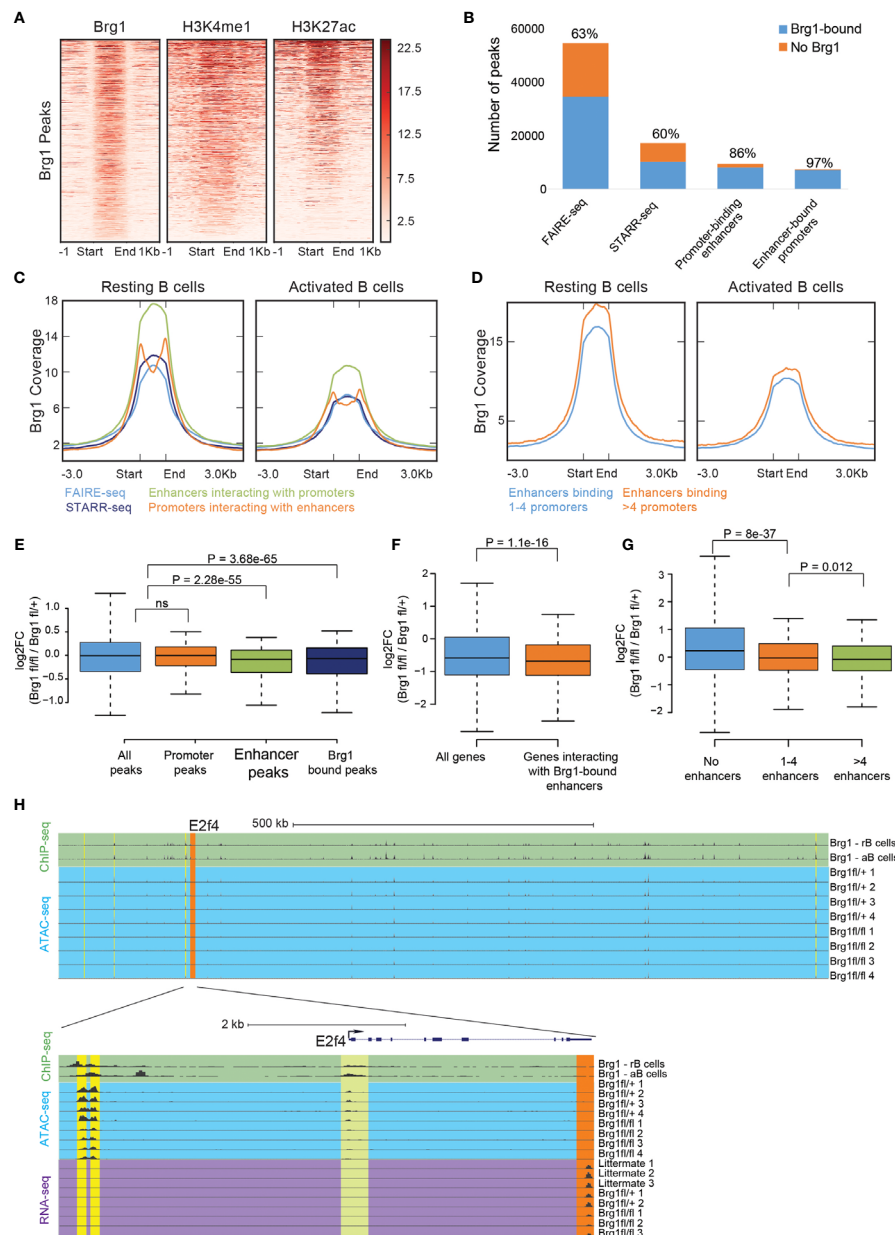 A
Brg1 H3K4me1 H3K27ac
Brg1 Peaks
22.5
17.5
12.5
7.5
2.5
-1 Start End 1Kb -1 Start End 1Kb -1 Start End 1Kb
B
Brg1-bound
No Brg1
Number of peaks
60000
40000
20000
0
63%
60%
86%
97%
FAIRE-seq
STARR-seq
Promoter-binding
enhancers
Enhancer-bound
promoters
C
Resting B cells Activated B cells
Brg1 Coverage
18
14
10
6
2
-3.0 Start End 3.0Kb -3.0 Start End 3.0Kb
FAIRE-seq Enhancers interacting with promoters
STARR-seq Promoters interacting with enhancers
D
Resting B cells Activated B cells
Brg1 Coverage
15
5
-3.0 Start End 3.0Kb -3.0 Start End 3.0Kb
Enhancers binding Enhancers binding
1-4 promorers >4 promoters
E
P = 3.68e-65
P = 2.28e-55
ns
log2FC
(Brg1 fl/fl / Brg1 fl/+)
1.0
0.5
0.0
−0.5
−1.0
All
peaks
Promoter
peaks
Enhancer
peaks
Brg1
bound peaks
F
P = 1.1e-16
log2FC
(Brg1 fl/fl / Brg1 fl/+)
2
1
0
−1
−2
All genes
Genes interacting
with Brg1-bound
enhancers
G
P = 8e-37
P = 0.012
log2FC
(Brg1 fl/fl / Brg1 fl/+)
3
2
1
0
−1
−2
No
enhancers
1-4
enhancers
>4
enhancers
H
E2f4
500 kb
ChIP-seq
ATAC-seq
Brg1 - rB cells
Brg1 - aB cells
Brg1fl/+ 1
Brg1fl/+ 2
Brg1fl/+ 3
Brg1fl/+ 4
Brg1fl/fl 1
Brg1fl/fl 2
Brg1fl/fl 3
Brg1fl/fl 4
2 kb
E2f4
ChIP-seq
ATAC-seq
RNA-seq
Brg1 - rB cells
Brg1 - aB cells
Brg1fl/+ 1
Brg1fl/+ 2
Brg1fl/+ 3
Brg1fl/+ 4
Brg1fl/fl 1
Brg1fl/fl 2
Brg1fl/fl 3
Brg1fl/fl 4
Littermate 1
Littermate 2
Littermate 3
Brg1fl/+ 1
Brg1fl/+ 2
Brg1fl/fl 1
Brg1fl/fl 2
Brg1fl/fl 3